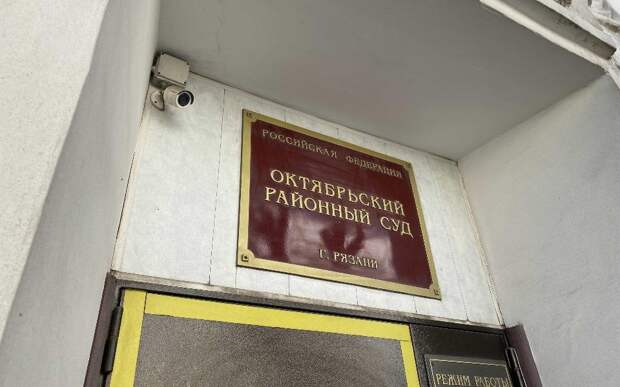 РОССИЙСКАЯ ФЕДЕРАЦИЯ
ОКТЯБРЬСКИЙ
РАЙОННЫЙ СУД
Г. РЯЗАНИ
РЕЖИМ РАБОТЫ